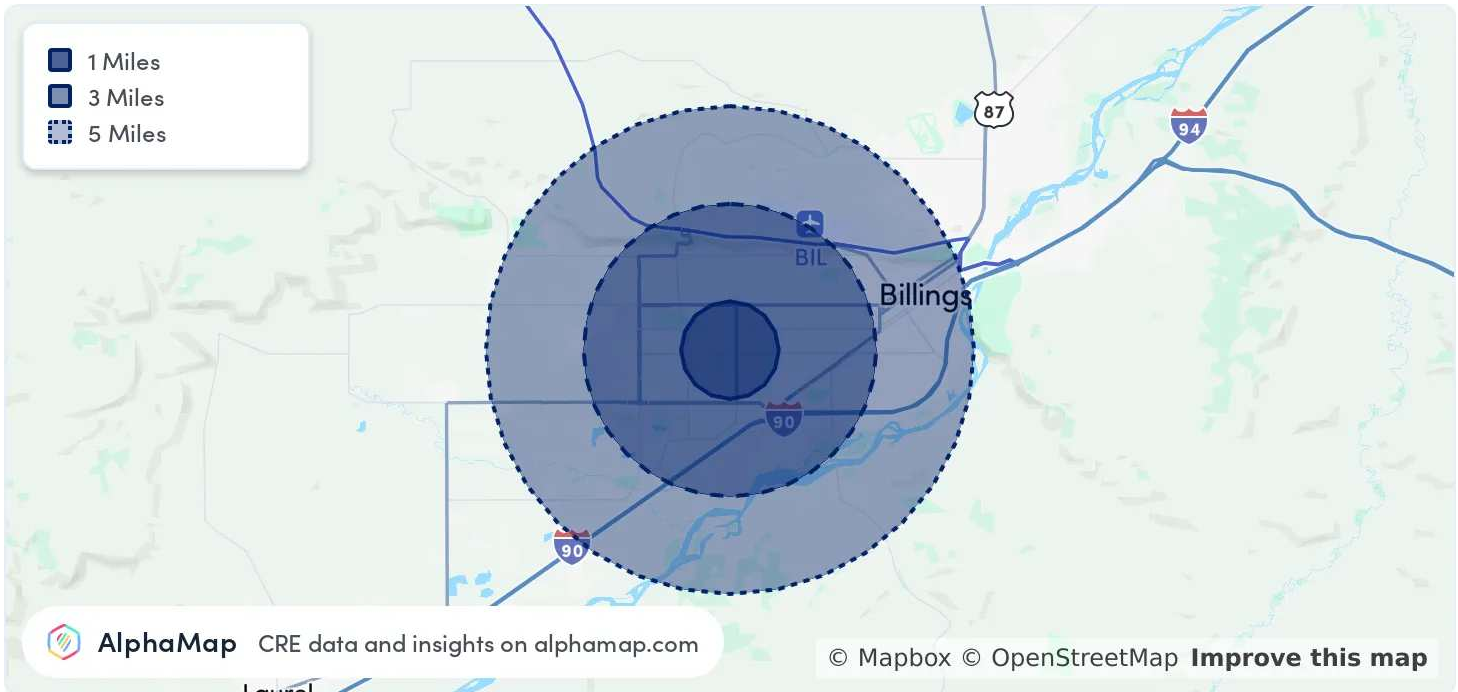 1 Miles
3 Miles
5 Miles
87
94
BIL
Billings
90
90
AlphaMap CRE data and insights on alphamap.com
© Mapbox © OpenStreetMap Improve this map
Laurel